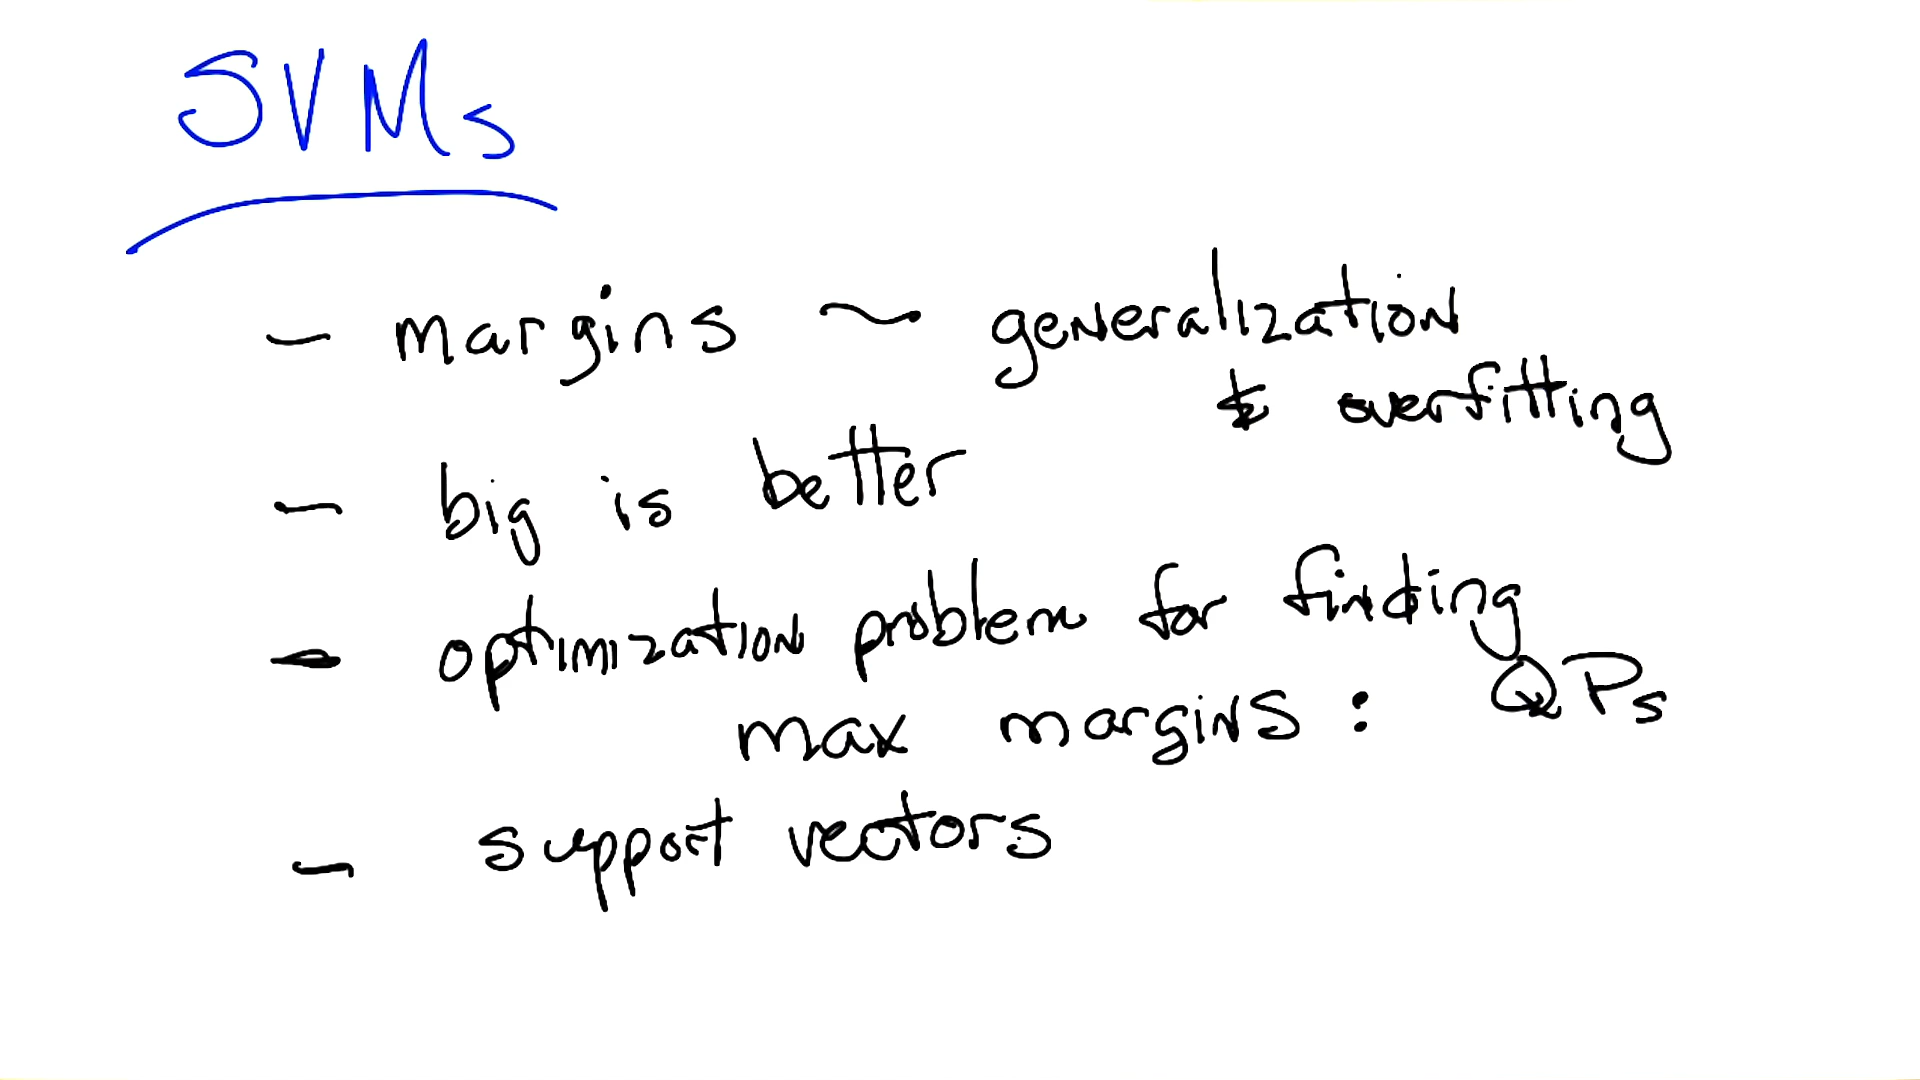 SVMs
- margins ~ generalization
& overfitting
- big is better
- optimization problem for finding
max margins: QPs
- support vectors